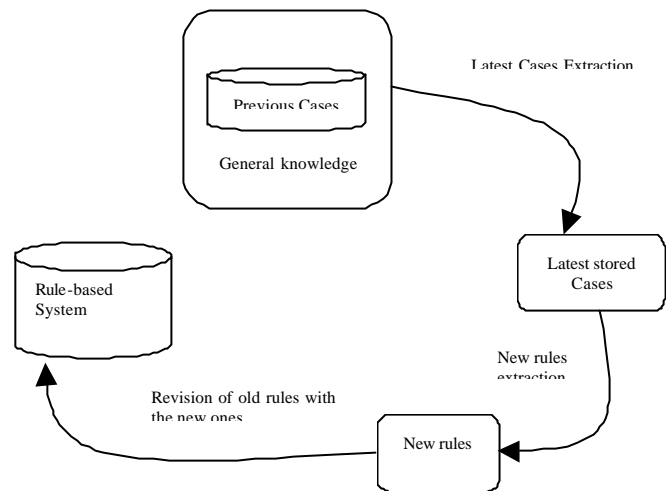 Latest Cases Extraction
Previous Cases
General knowledge
Latest stored
Cases
Rule-based
System
New rules
extraction
Revision of old rules with
the new ones
New rules